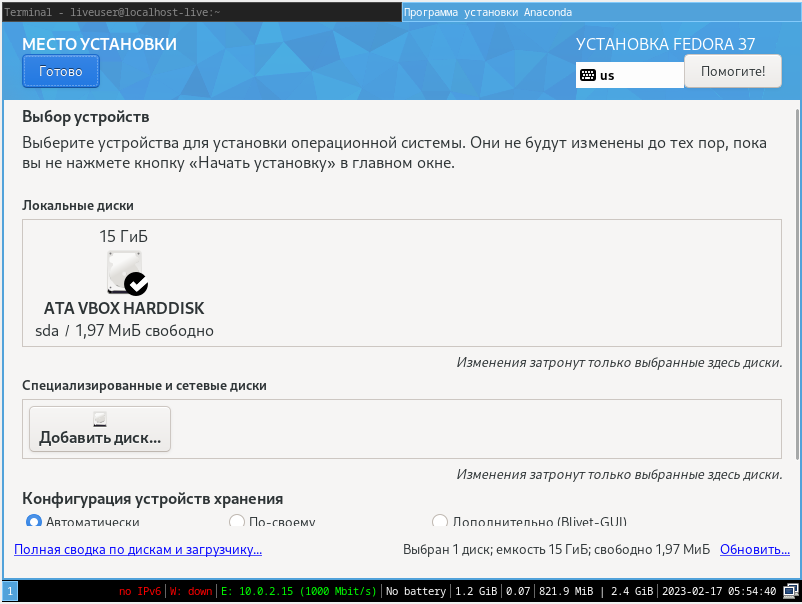 Terminal - liveuser@localhost-live:~
Программа установки Anaconda
МЕСТО УСТАНОВКИ
УСТАНОВКА FEDORA 37
Готово
us
Помогите!
Выбор устройств
Выберите устройства для установки операционной системы. Они не будут изменены до тех пор, пока
вы не нажмете кнопку «Начать установку» в главном окне.
Локальные диски
15 ГиБ
ATA VBOX HARDDISK
sda / 1,97 МиБ свободно
Изменения затронут только выбранные здесь диски.
Специализированные и сетевые диски
Добавить диск...
Изменения затронут только выбранные здесь диски.
Конфигурация устройств хранения
Автоматически
По-своему
Дополнительно (Blivet-GUI)
Полная сводка по дискам и загрузчику...
Выбран 1 диск; емкость 15 ГиБ; свободно 1,97 МиБ
Обновить...
1
no IPv6 | W: down | E: 10.0.2.15 (1000 Mbit/s) | No battery | 1.2 GiB | 0.07 | 821.9 MiB | 2.4 GiB | 2023-02-17 05:54:40